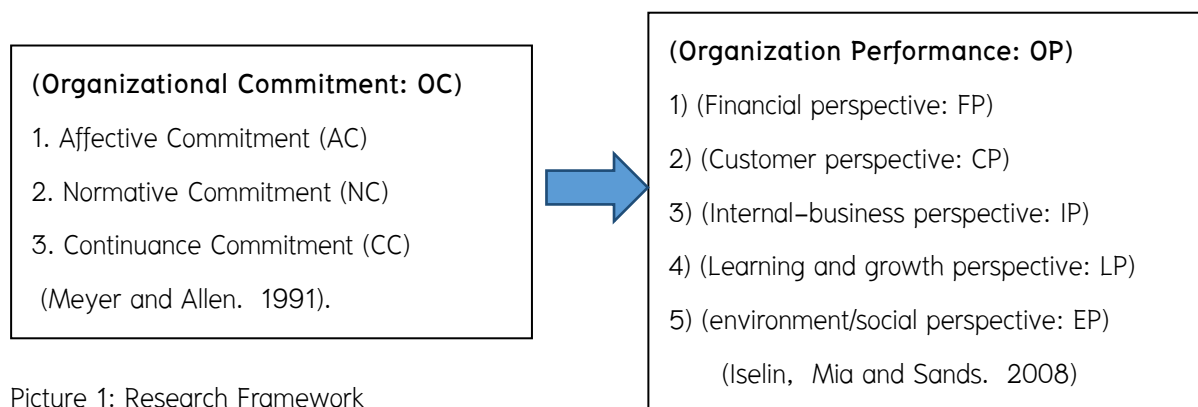 (Organizational Commitment: OC)
1. Affective Commitment (AC)
2. Normative Commitment (NC)
3. Continuance Commitment (CC)
(Meyer and Allen. 1991).
(Organization Performance: OP)
1) (Financial perspective: FP)
2) (Customer perspective: CP)
3) (Internal-business perspective: IP)
4) (Learning and growth perspective: LP)
5) (environment/social perspective: EP)
(Iselin, Mia and Sands. 2008)
Picture 1: Research Framework